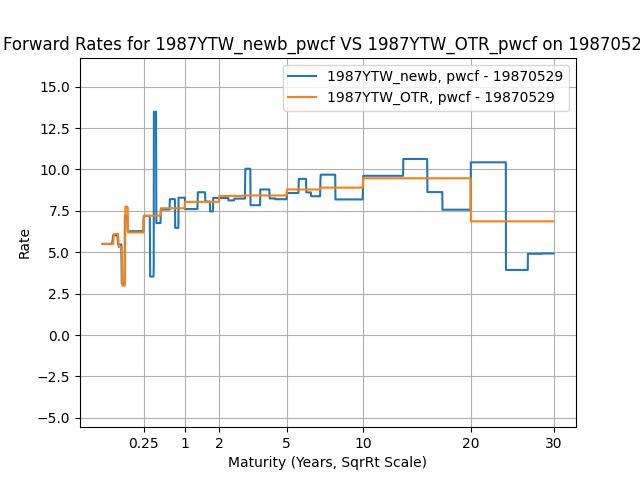 Forward Rates for 1987YTW_newb_pwcf VS 1987YTW_OTR_pwcf on 1987052
15.0
12.5
10.0
7.5
5.0
2.5
0.0
−2.5
−5.0
Rate
1987YTW_newb, pwcf - 19870529
1987YTW_OTR, pwcf - 19870529
0.25 1 2 5 10 20 30
Maturity (Years, SqrRt Scale)